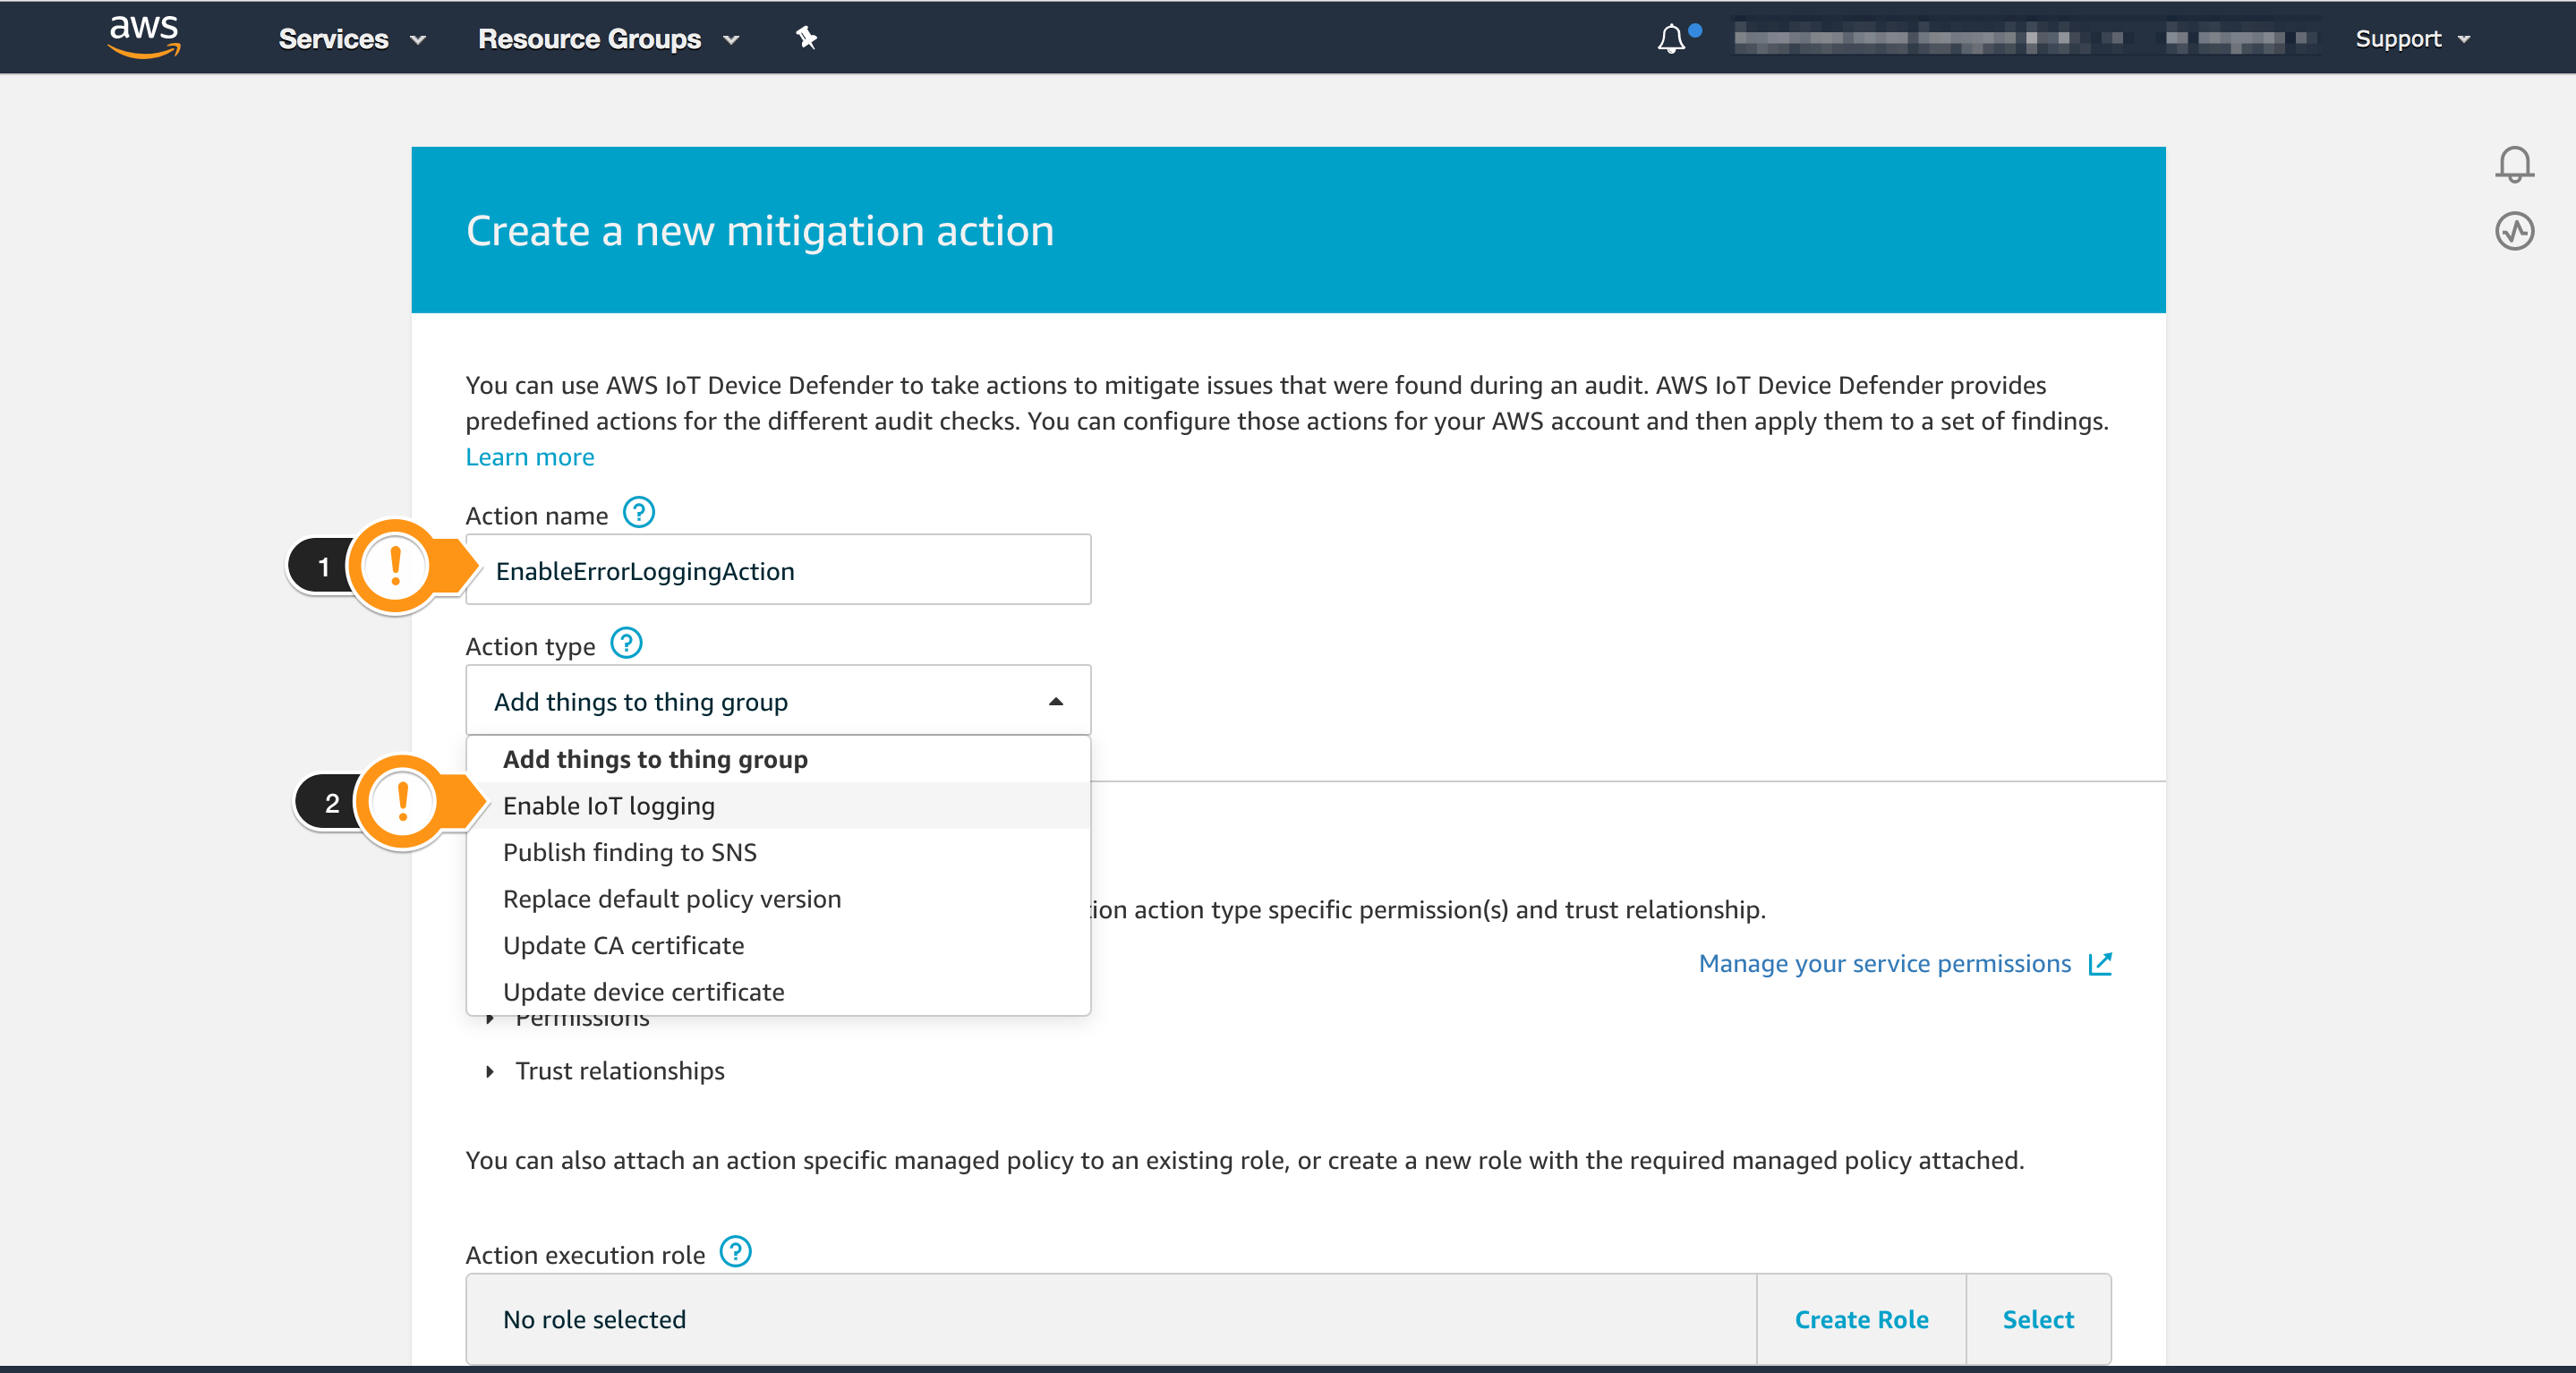 aws
Services
Resource Groups
Support
Create a new mitigation action
You can use AWS IoT Device Defender to take actions to mitigate issues that were found during an audit. AWS IoT Device Defender provides
predefined actions for the different audit checks. You can configure those actions for your AWS account and then apply them to a set of findings.
Learn more
Action name ?
1 !
EnableErrorLoggingAction
Action type ?
Add things to thing group
Add things to thing group
2 !
Enable IoT logging
Publish finding to SNS
Replace default policy version
ion action type specific permission(s) and trust relationship.
Update CA certificate
Manage your service permissions
Update device certificate
Permissions
Trust relationships
You can also attach an action specific managed policy to an existing role, or create a new role with the required managed policy attached.
Action execution role ?
No role selected
Create Role
Select